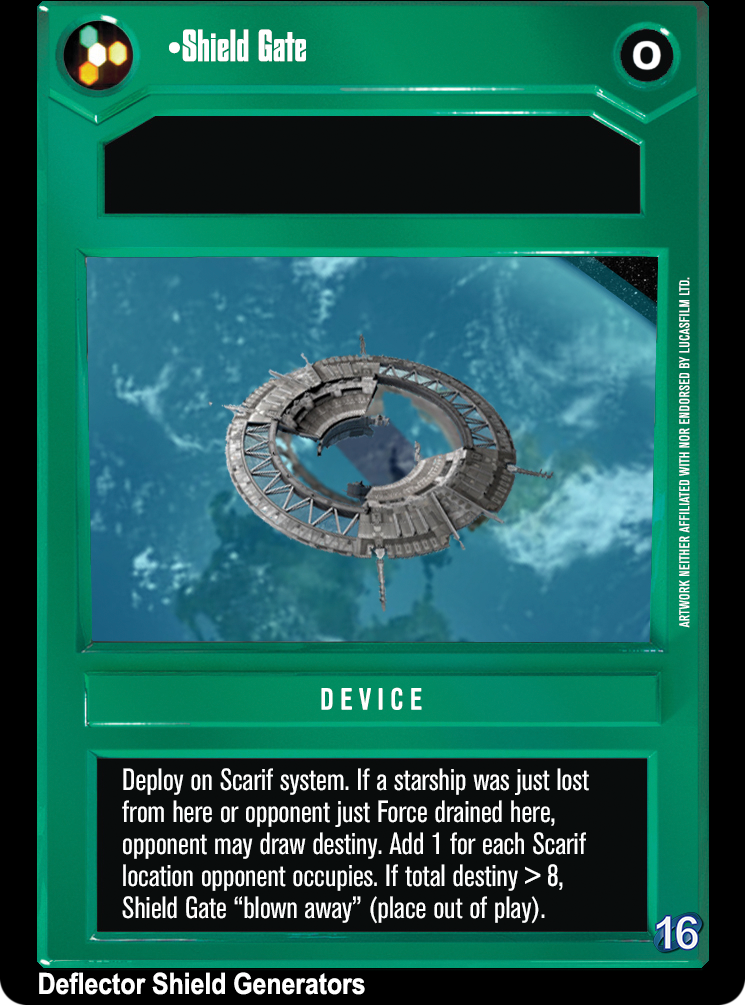 •Shield Gate
0
DEVICE
Deploy on Scarif system. If a starship was just lost
from here or opponent just Force drained here,
opponent may draw destiny. Add 1 for each Scarif
location opponent occupies. If total destiny > 8,
Shield Gate “blown away” (place out of play).
16
Deflector Shield Generators
ARTWORK NEITHER AFFILIATED WITH NOR ENDORSED BY LUCASFILM LTD.